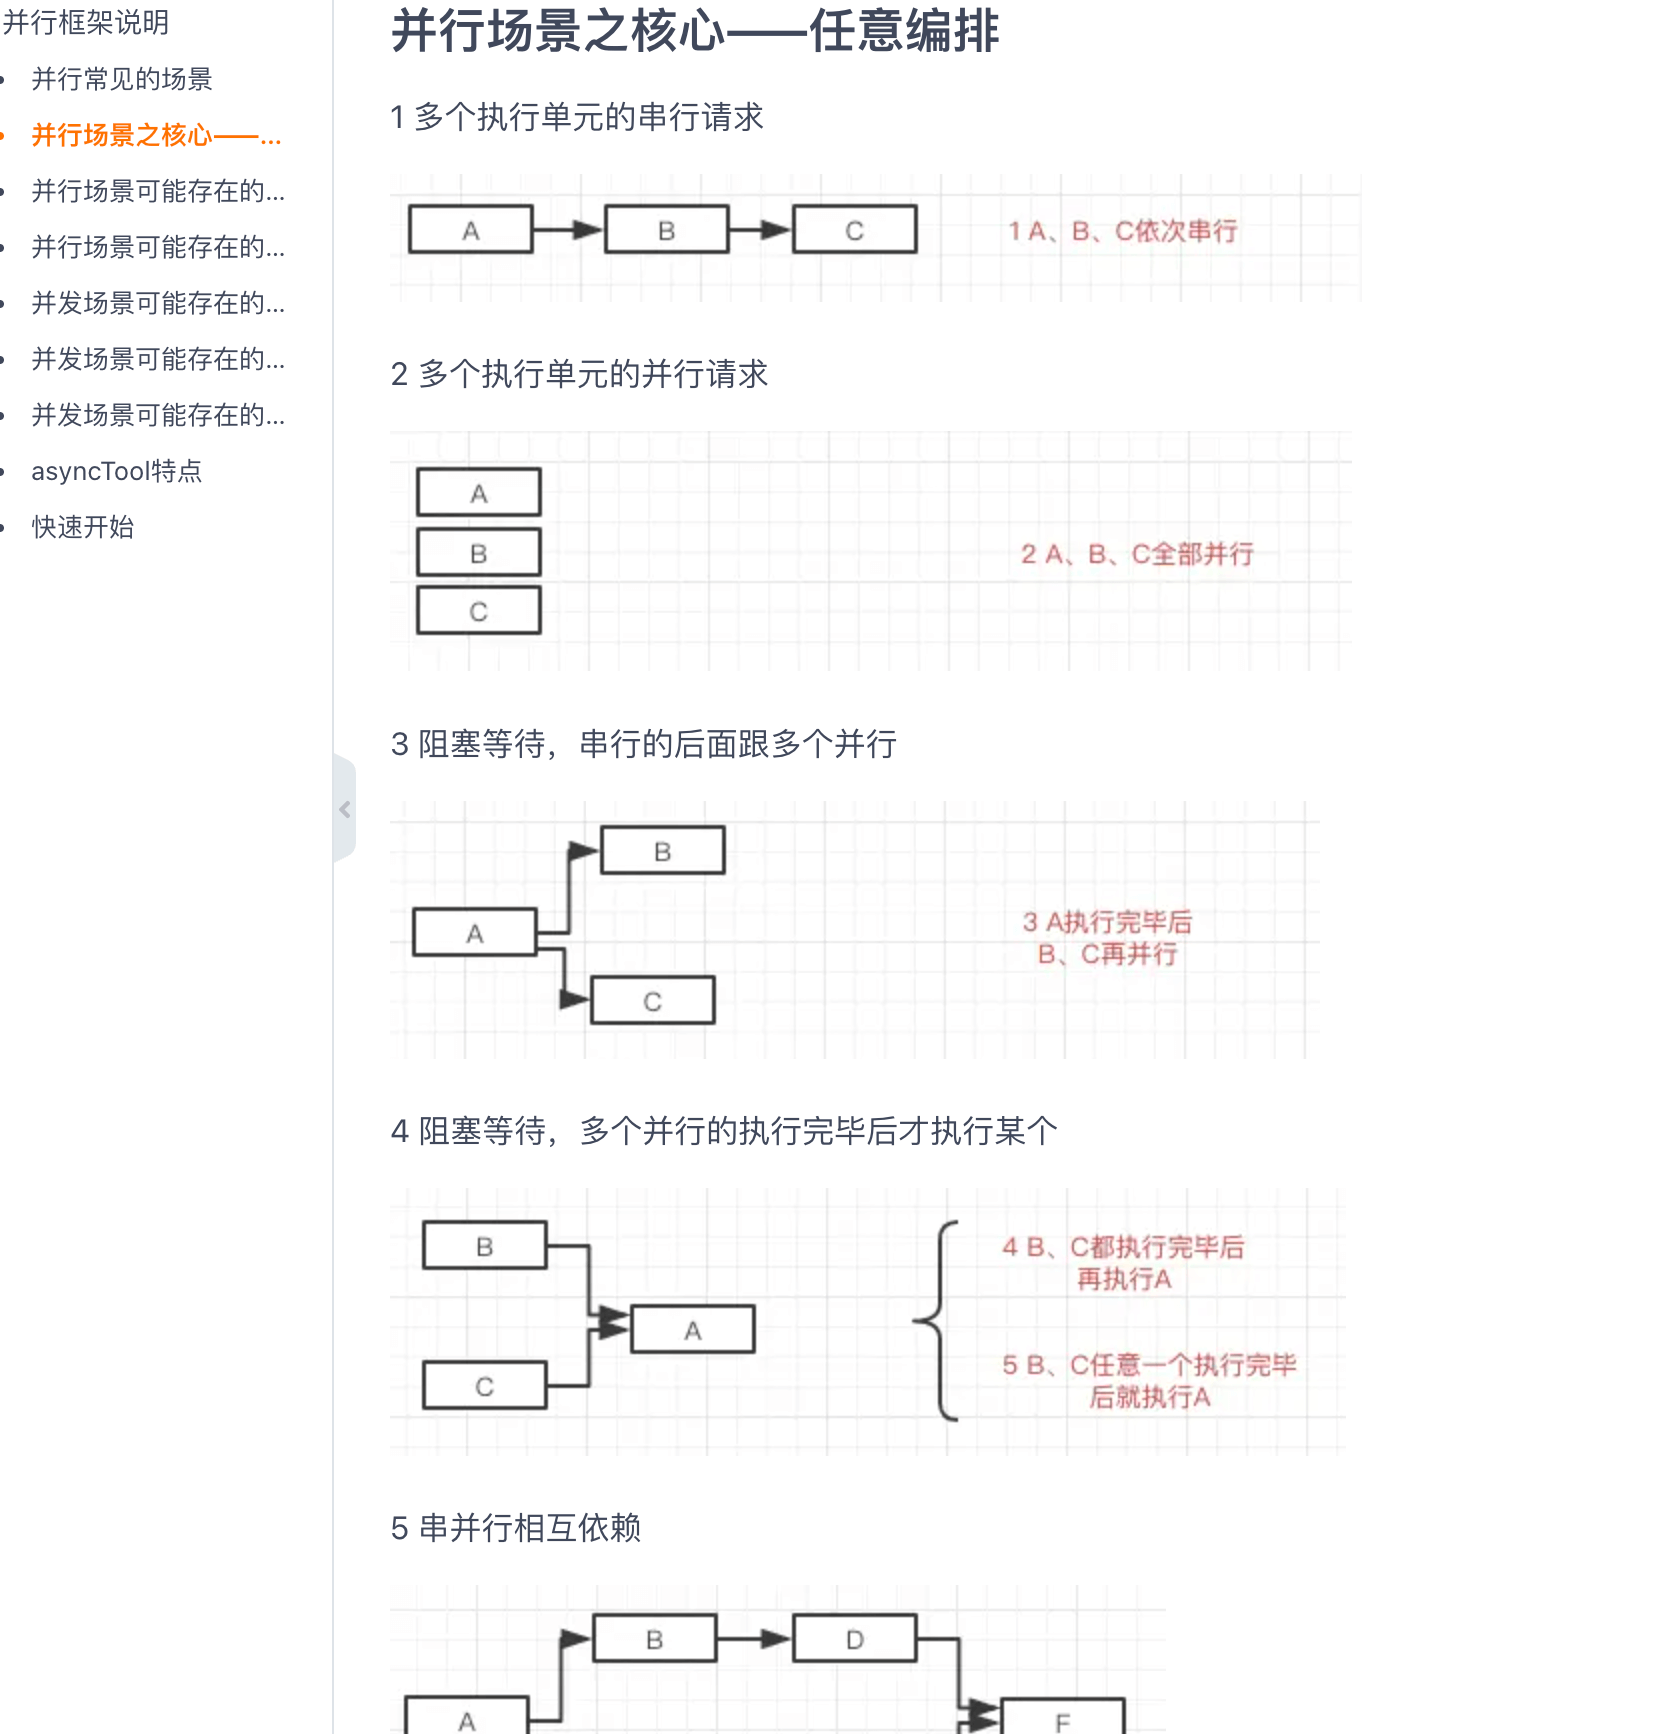 并行框架说明
并行常见的场景
并行场景之核心——...
并行场景可能存在的...
并行场景可能存在的...
并发场景可能存在的...
并发场景可能存在的...
并发场景可能存在的...
asyncTool特点
快速开始
并行场景之核心——任意编排
1 多个执行单元的串行请求
A
B
C
1 A、B、C依次串行
2 多个执行单元的并行请求
A
B
C
2 A、B、C全部并行
3 阻塞等待，串行的后面跟多个并行
B
A
C
3 A执行完毕后
B、C再并行
4 阻塞等待，多个并行的执行完毕后才执行某个
B
A
C
4 B、C都执行完毕后
再执行A
5 B、C任意一个执行完毕
后就执行A
5 串并行相互依赖
B
D
A
F